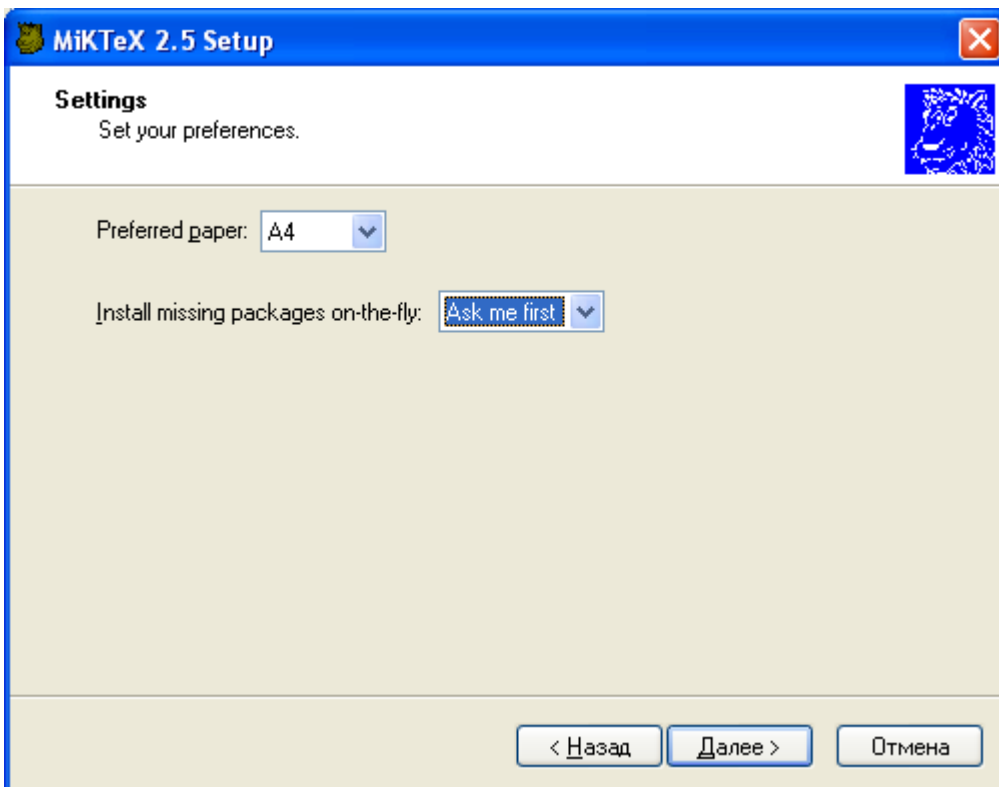 MiKTeX 2.5 Setup
Settings
Set your preferences.
Preferred paper: A4
Install missing packages on-the-fly: Ask me first
< Назад Далее > Отмена